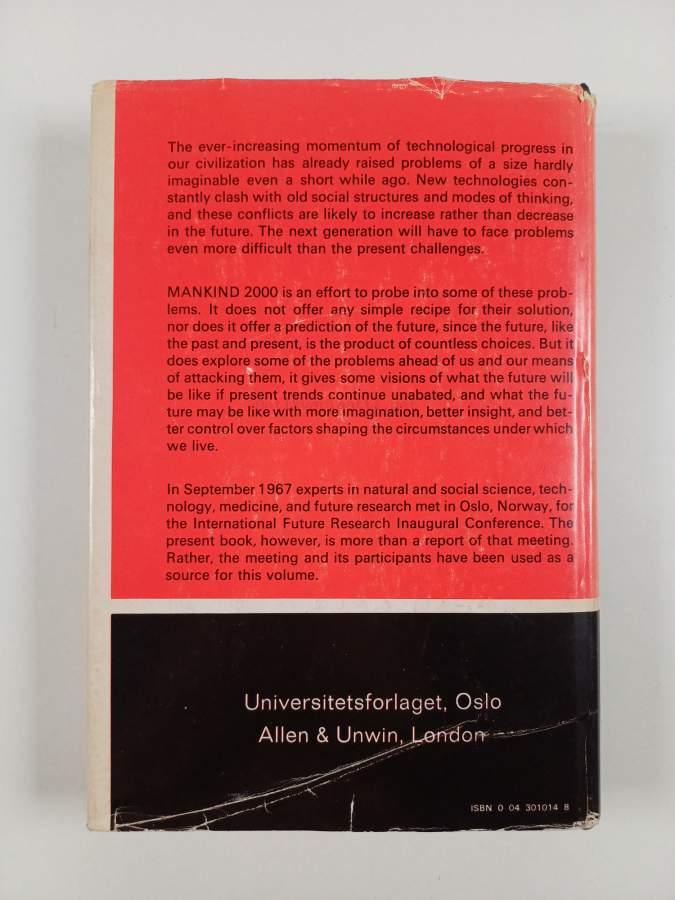 The ever-increasing momentum of technological progress in
our civilization has already raised problems of a size hardly
imaginable even a short while ago. New technologies con-
stantly clash with old social structures and modes of thinking,
and these conflicts are likely to increase rather than decrease
in the future. The next generation will have to face problems
even more difficult than the present challenges.
MANKIND 2000 is an effort to probe into some of these prob-
lems. It does not offer any simple recipe for their solution,
nor does it offer a prediction of the future, since the future, like
the past and present, is the product of countless choices. But it
does explore some of the problems ahead of us and our means
of attacking them, it gives some visions of what the future will
be like if present trends continue unabated, and what the fu-
ture may be like with more imagination, better insight, and bet-
ter control over factors shaping the circumstances under which
we live.
In September 1967 experts in natural and social science, tech-
nology, medicine, and future research met in Oslo, Norway, for
the International Future Research Inaugural Conference. The
present book, however, is more than a report of that meeting.
Rather, the meeting and its participants have been used as a
source for this volume.
Universitetsforlaget, Oslo
Allen & Unwin, London
ISBN 0 04 301014 8